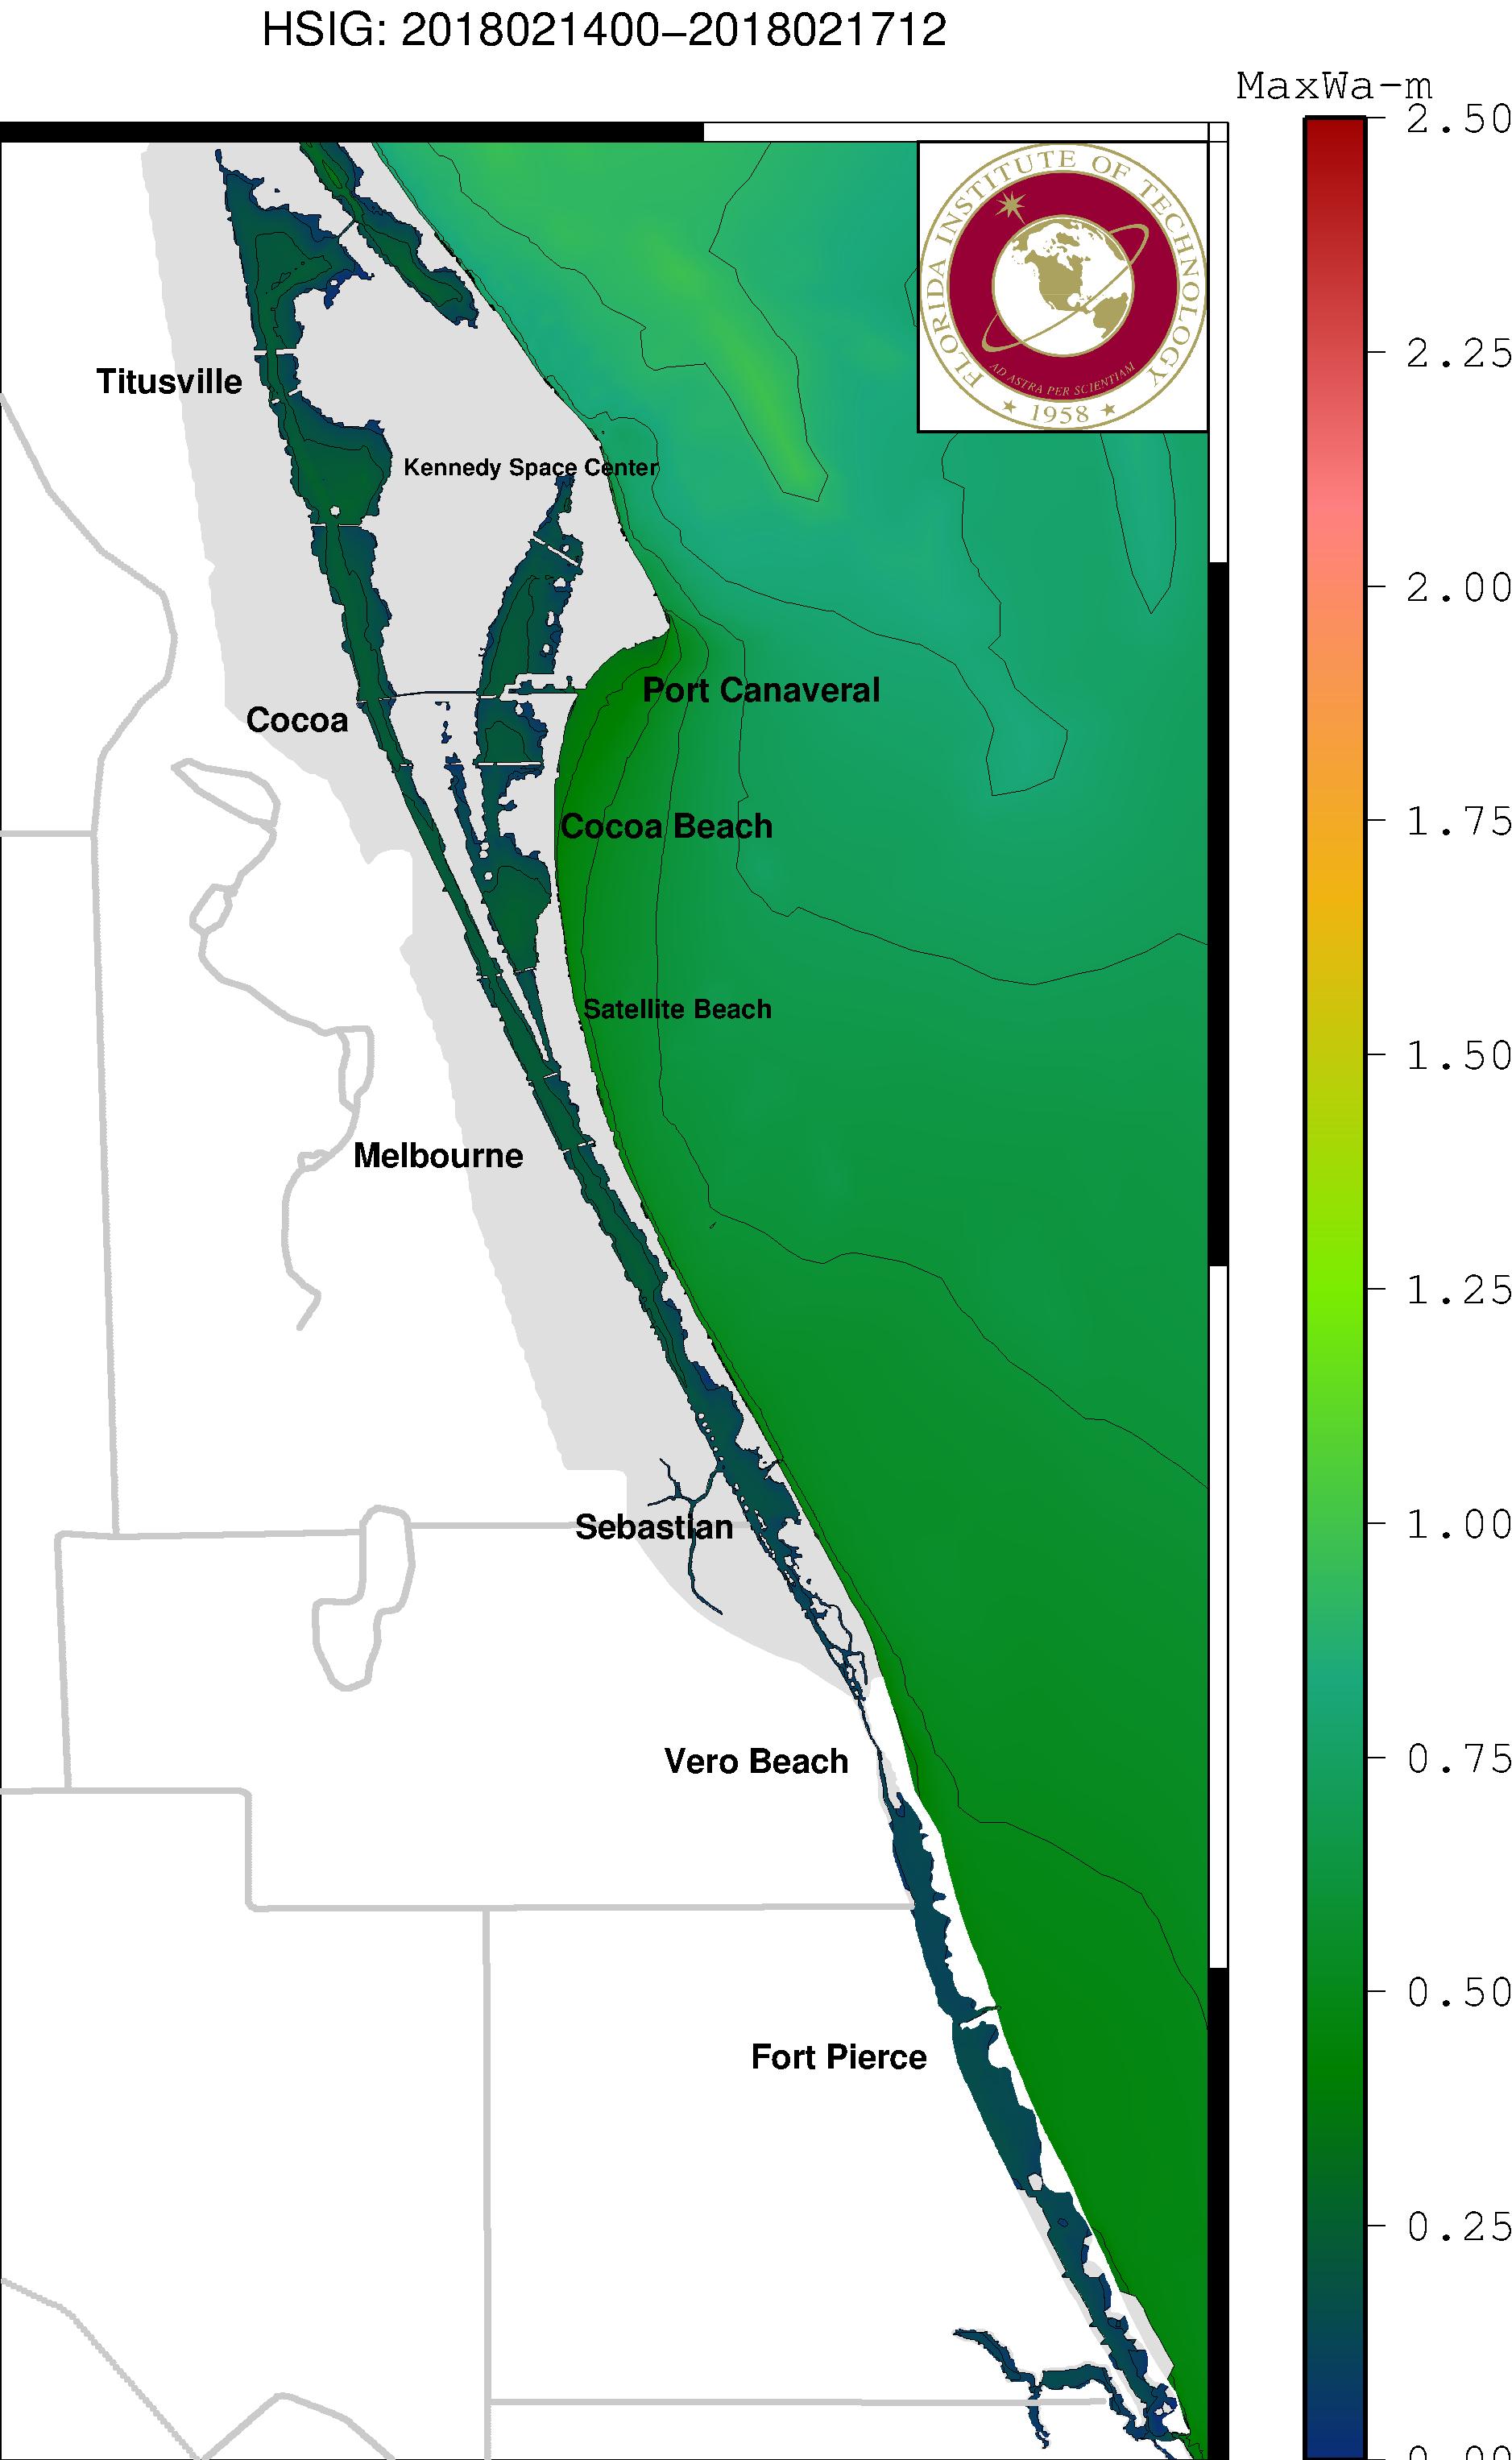 HSIG: 2018021400–2018021712
MaxWa-m
2.50
2.25
2.00
1.75
1.50
1.25
1.00
0.75
0.50
0.25
0.00
FLORIDA INSTITUTE OF TECHNOLOGY
AD ASTRA PER SCIENTIAM
1958
Titusville
Kennedy Space Center
Port Canaveral
Cocoa
Cocoa Beach
Satellite Beach
Melbourne
Sebastian
Vero Beach
Fort Pierce